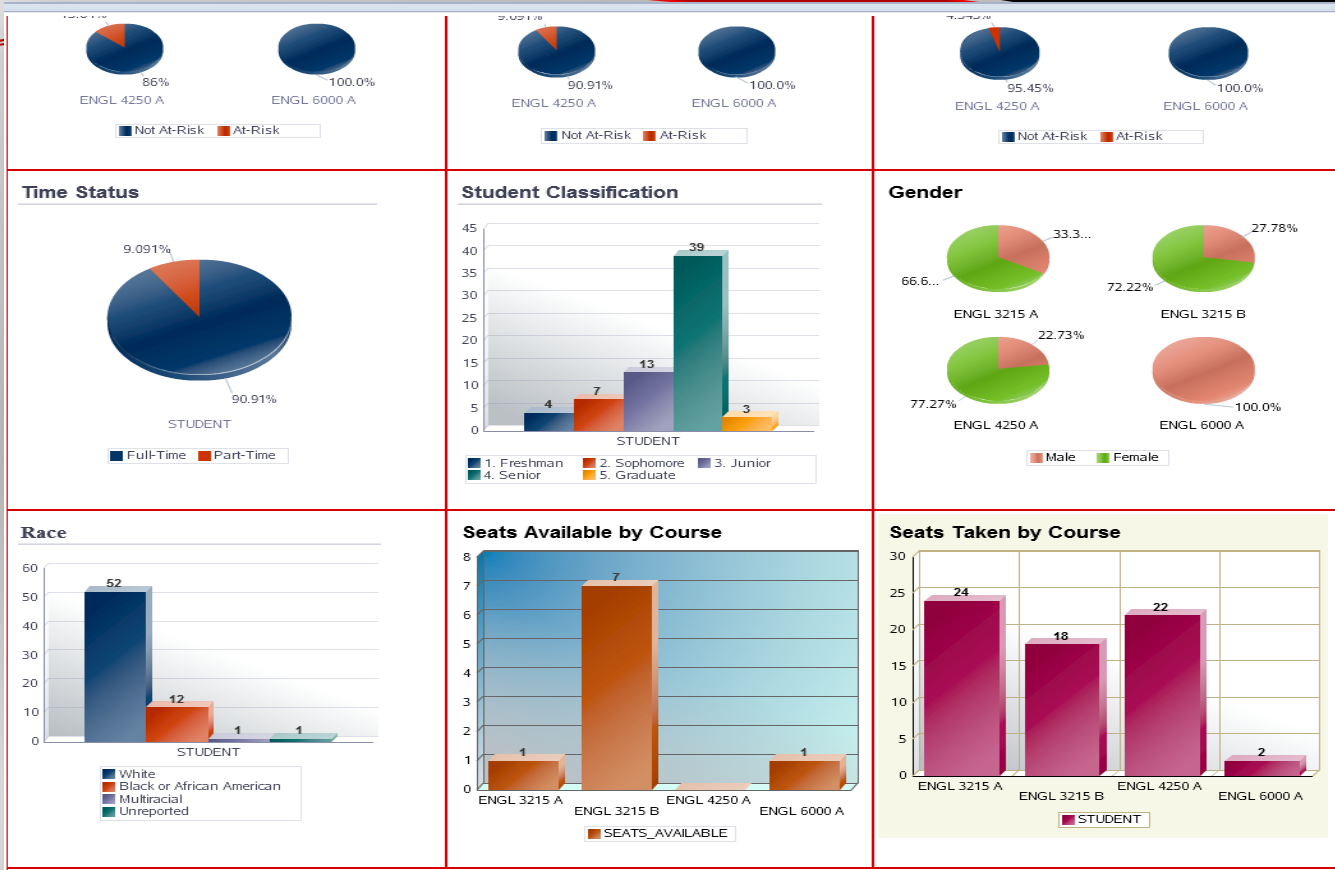 86%
ENGL 4250 A
100.0%
ENGL 6000 A
Not At-Risk At-Risk
9.091%
90.91%
ENGL 4250 A
100.0%
ENGL 6000 A
Not At-Risk At-Risk
4.545%
95.45%
ENGL 4250 A
100.0%
ENGL 6000 A
Not At-Risk At-Risk
Time Status
9.091%
90.91%
STUDENT
Full-Time Part-Time
Student Classification
45
40
35
30
25
20
15
10
5
0
4
7
13
39
3
STUDENT
1. Freshman 2. Sophomore 3. Junior
4. Senior 5. Graduate
Gender
33.3...
66.6...
ENGL 3215 A
27.78%
72.22%
ENGL 3215 B
22.73%
77.27%
ENGL 4250 A
100.0%
ENGL 6000 A
Male Female
Race
60
50
40
30
20
10
0
52
12
1
1
STUDENT
White
Black or African American
Multiracial
Unreported
Seats Available by Course
8
7
6
5
4
3
2
1
0
1
7
1
ENGL 3215 A
ENGL 3215 B
ENGL 4250 A
ENGL 6000 A
SEATS_AVAILABLE
Seats Taken by Course
30
25
20
15
10
5
0
24
18
22
2
ENGL 3215 A
ENGL 3215 B
ENGL 4250 A
ENGL 6000 A
STUDENT